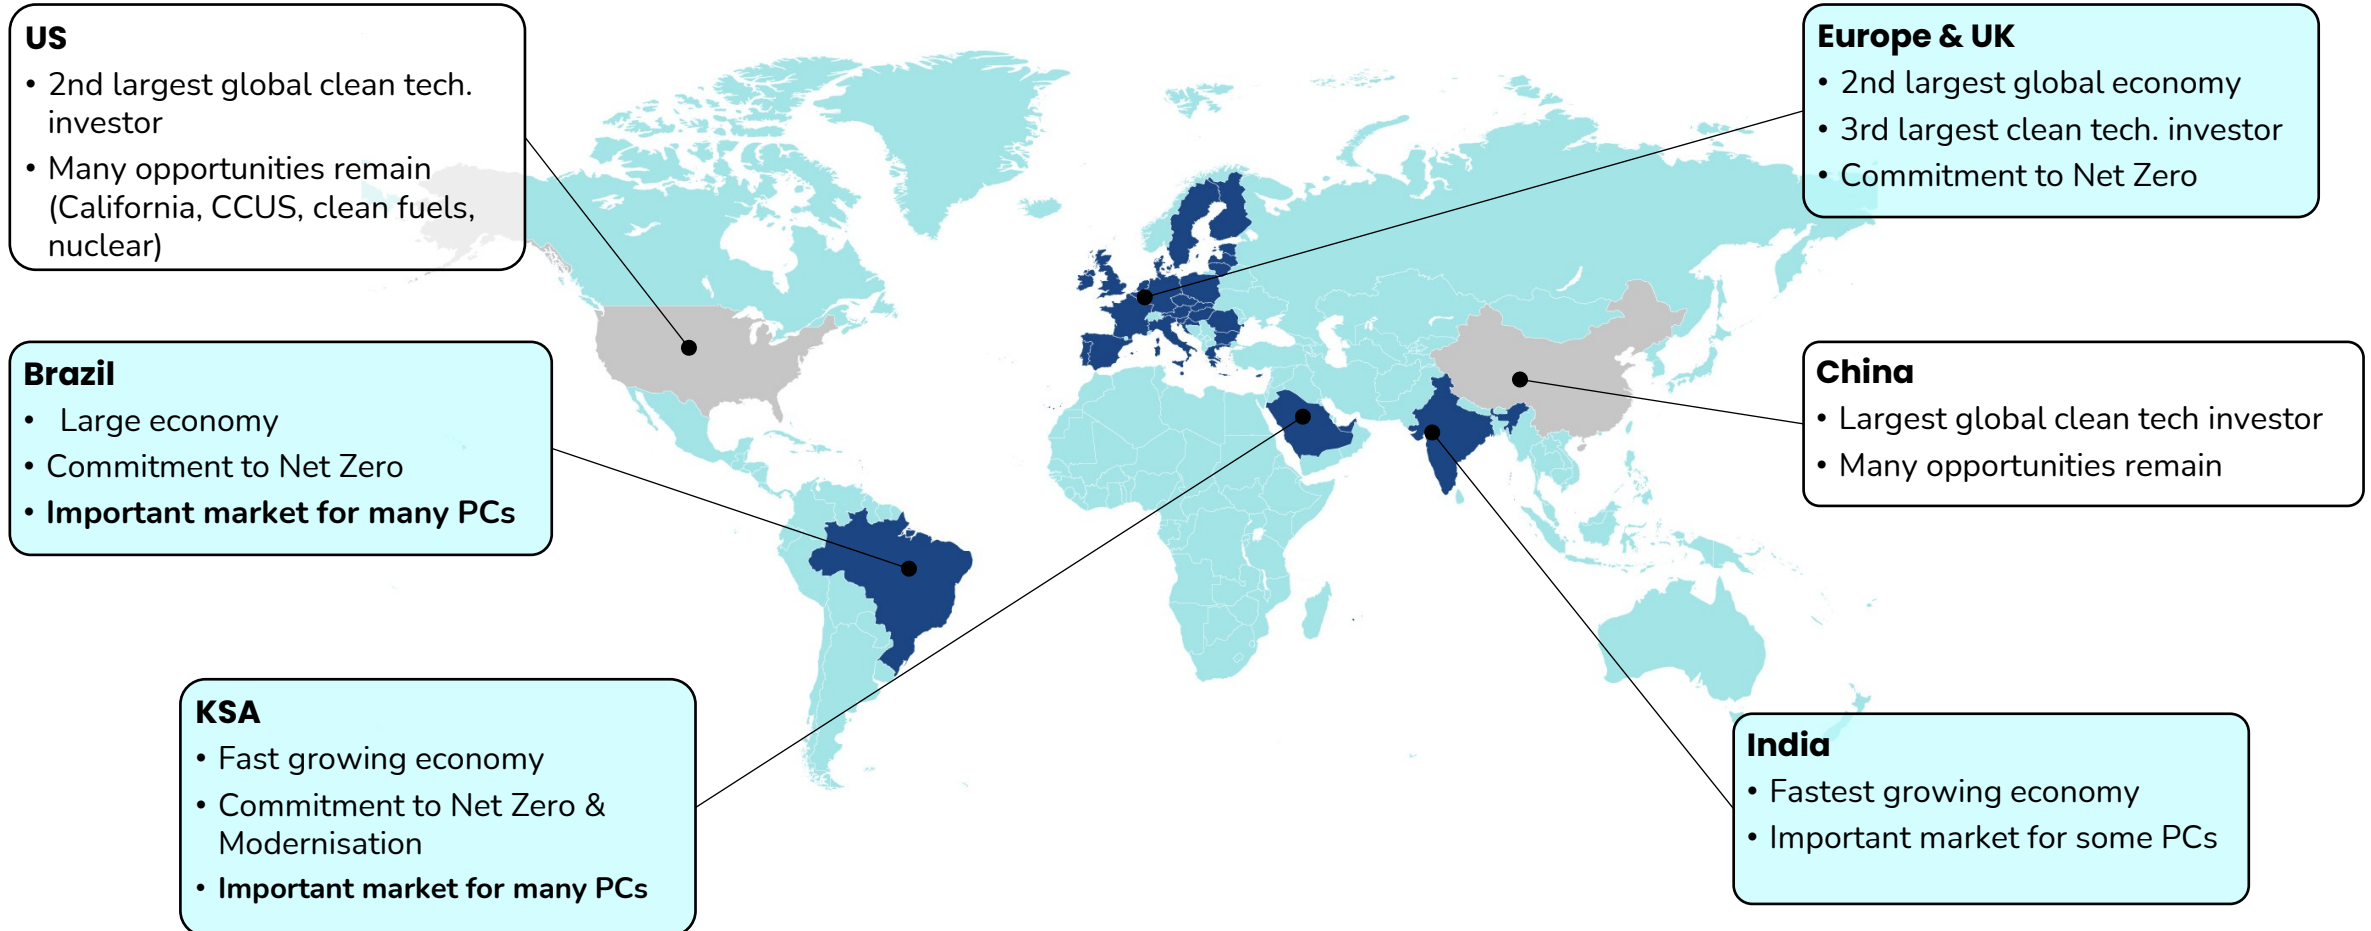 US
• 2nd largest global clean tech.
investor
• Many opportunities remain
(California, CCUS, clean fuels,
nuclear)
Europe & UK
• 2nd largest global economy
• 3rd largest clean tech. investor
• Commitment to Net Zero
Brazil
• Large economy
• Commitment to Net Zero
• Important market for many PCs
China
• Largest global clean tech investor
• Many opportunities remain
KSA
• Fast growing economy
• Commitment to Net Zero &
Modernisation
• Important market for many PCs
India
• Fastest growing economy
• Important market for some PCs